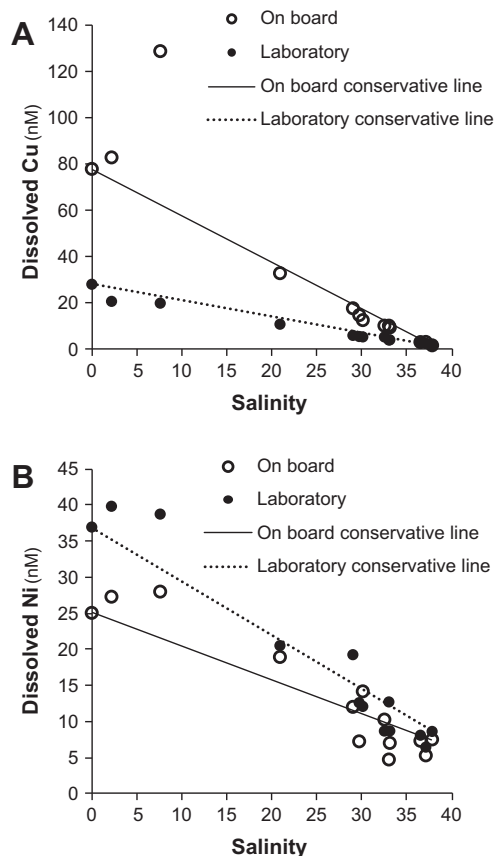 A
140
120
100
80
60
40
20
0
Dissolved Cu (nM)
On board
Laboratory
On board conservative line
Laboratory conservative line
0 5 10 15 20 25 30 35 40
Salinity
B
45
40
35
30
25
20
15
10
5
0
Dissolved Ni (nM)
On board
Laboratory
On board conservative line
Laboratory conservative line
0 5 10 15 20 25 30 35 40
Salinity